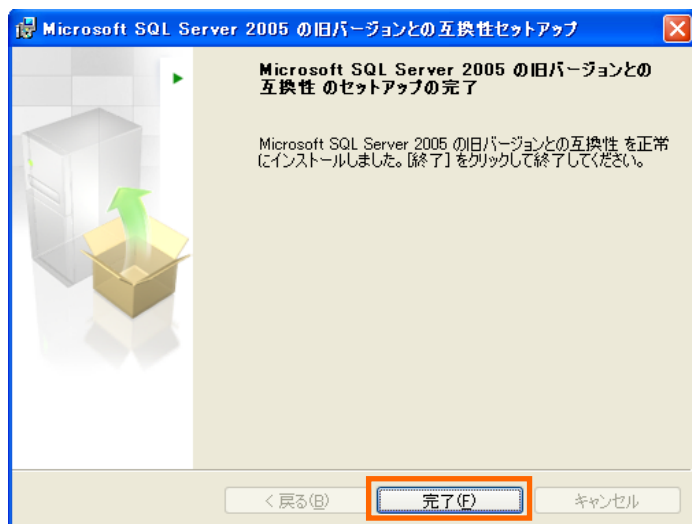 Microsoft SQL Server 2005 の旧バージョンとの互換性セットアップ
Microsoft SQL Server 2005 の旧バージョンとの
互換性 のセットアップの完了
Microsoft SQL Server 2005 の旧バージョンとの互換性 を正常
にインストールしました。[終了] をクリックして終了してください。
< 戻る(B)
完了(F)
キャンセル